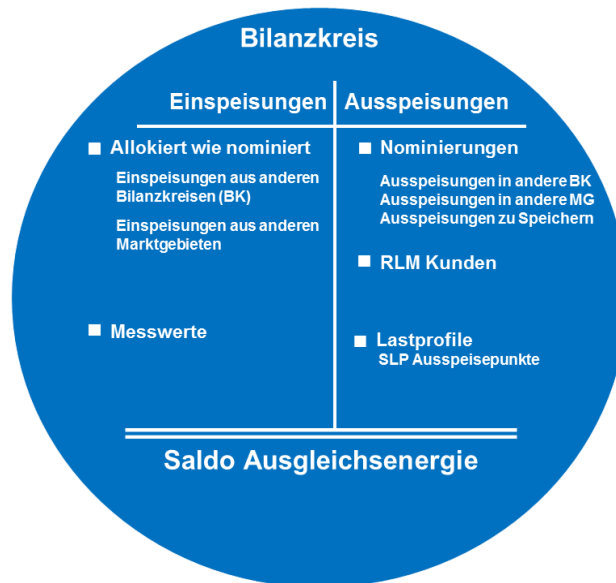 Bilanzkreis
Einspeisungen
Allokiert wie nominiert
Einspeisungen aus anderen
Bilanzkreisen (BK)
Einspeisungen aus anderen
Marktgebieten
Messwerte
Ausspeisungen
Nominierungen
Ausspeisungen in andere BK
Ausspeisungen in andere MG
Ausspeisungen zu Speichern
RLM Kunden
Lastprofile
SLP Ausspeisepunkte
Saldo Ausgleichsenergie